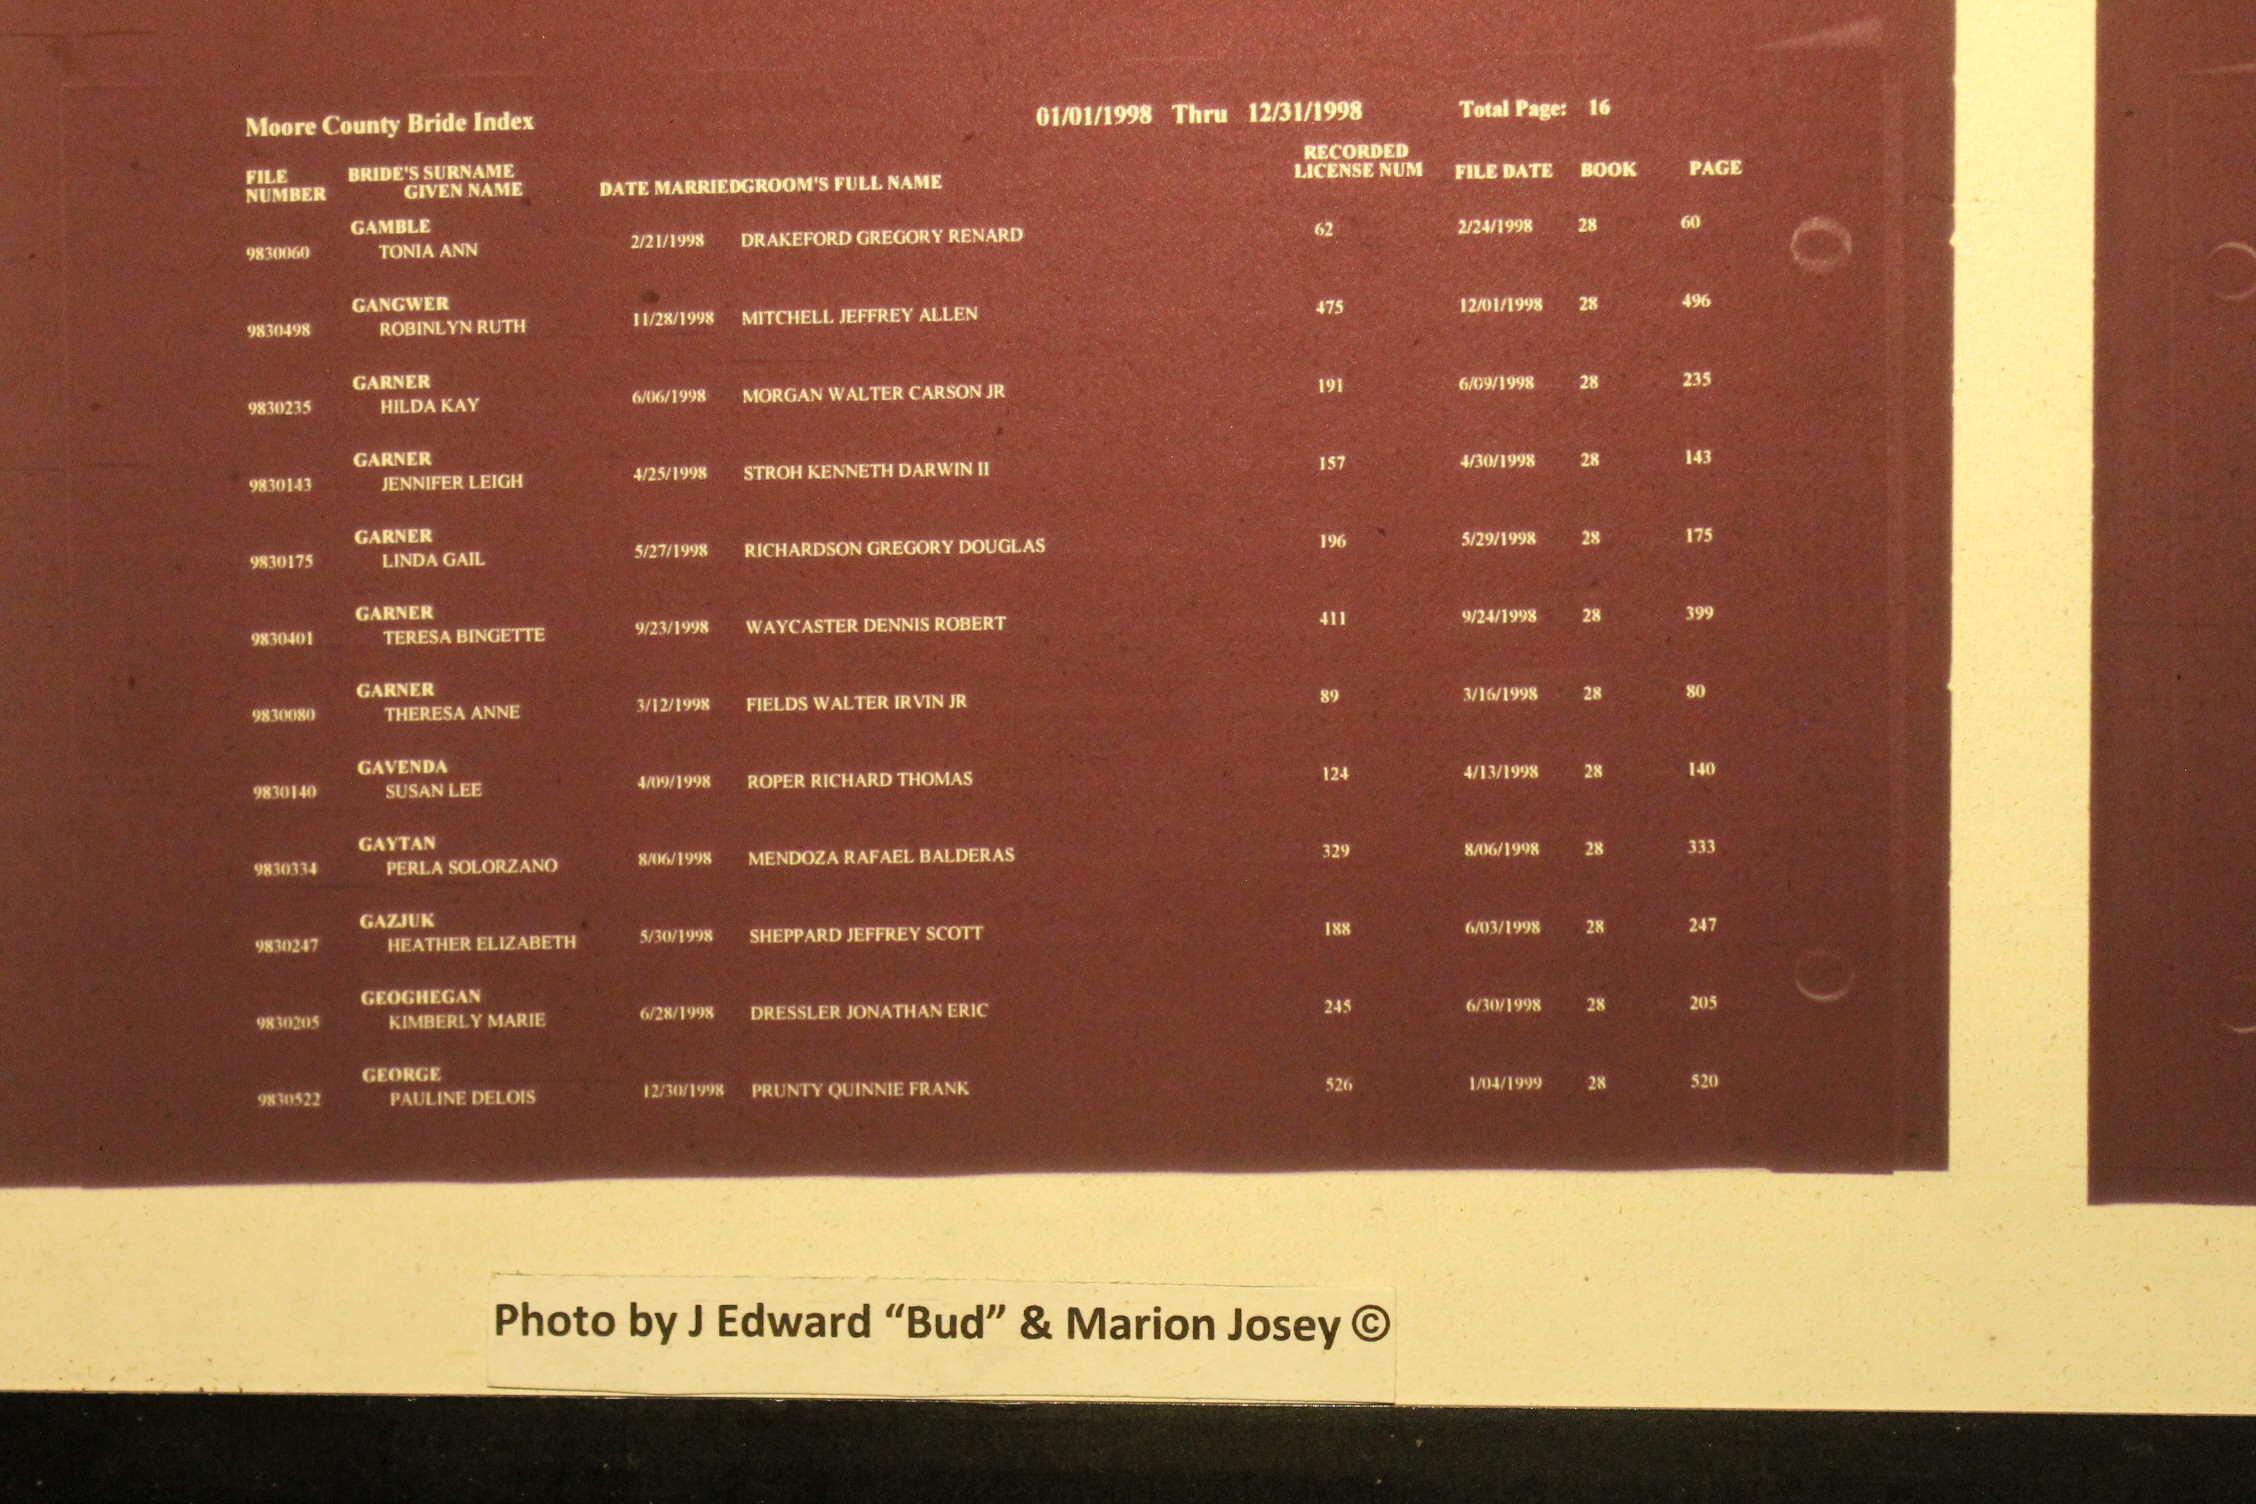 Moore County Bride Index 01/01/1998 Thru 12/31/1998 Total Page: 16
FILE NUMBER BRIDE'S SURNAME GIVEN NAME DATE MARRIED GROOM'S FULL NAME RECORDED LICENSE NUM FILE DATE BOOK PAGE
GAMBLE
9830060 TONIA ANN 2/21/1998 DRAKEFORD GREGORY RENARD 62 2/24/1998 28 60
GANGWER
9830498 ROBINLYN RUTH 11/28/1998 MITCHELL JEFFREY ALLEN 475 12/01/1998 28 496
GARNER
9830235 HILDA KAY 6/06/1998 MORGAN WALTER CARSON JR 191 6/09/1998 28 235
GARNER
9830143 JENNIFER LEIGH 4/25/1998 STROH KENNETH DARWIN II 157 4/30/1998 28 143
GARNER
9830175 LINDA GAIL 5/27/1998 RICHARDSON GREGORY DOUGLAS 196 5/29/1998 28 175
GARNER
9830401 TERESA BINGETTE 9/23/1998 WAYCASTER DENNIS ROBERT 411 9/24/1998 28 399
GARNER
9830080 THERESA ANNE 3/12/1998 FIELDS WALTER IRVIN JR 89 3/16/1998 28 80
GAVENDA
9830140 SUSAN LEE 4/09/1998 ROPER RICHARD THOMAS 124 4/13/1998 28 140
GAYTAN
9830334 PERLA SOLORZANO 8/06/1998 MENDOZA RAFAEL BALDERAS 329 8/06/1998 28 333
GAZJUK
9830247 HEATHER ELIZABETH 5/30/1998 SHEPPARD JEFFREY SCOTT 188 6/03/1998 28 247
GEOGHEGAN
9830205 KIMBERLY MARIE 6/28/1998 DRESSLER JONATHAN ERIC 245 6/30/1998 28 205
GEORGE
9830522 PAULINE DELOIS 12/30/1998 PRUNTY QUINNIE FRANK 526 1/04/1999 28 520
Photo by J Edward “Bud” & Marion Josey ©